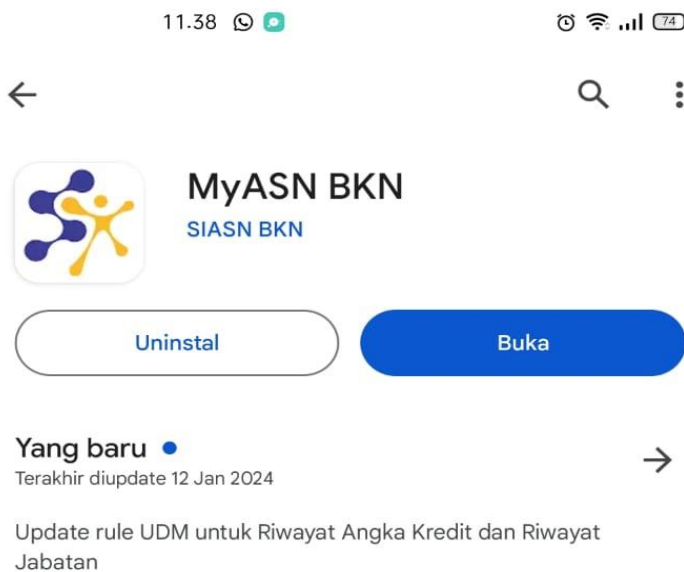 11.38 74
MyASN BKN
SIASN BKN
Uninstal Buka
Yang baru
Terakhir diupdate 12 Jan 2024
Update rule UDM untuk Riwayat Angka Kredit dan Riwayat
Jabatan